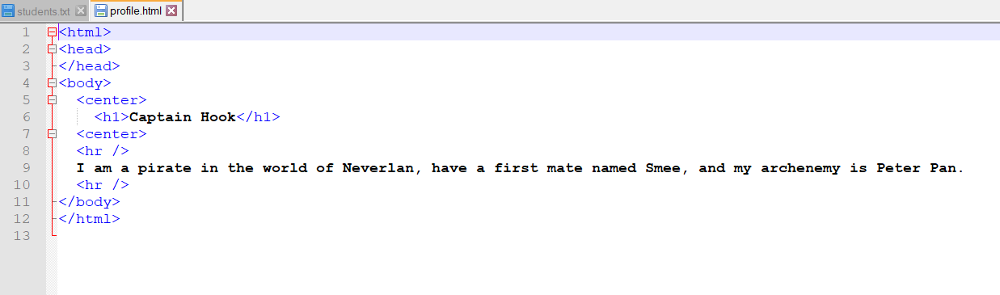 students.txt profile.html
1 <html>
2 <head>
3 </head>
4 <body>
5 <center>
6 <h1>Captain Hook</h1>
7 <center>
8 <hr />
9 I am a pirate in the world of Neverlan, have a first mate named Smee, and my archenemy is Peter Pan.
10 <hr />
11 </body>
12 </html>
13